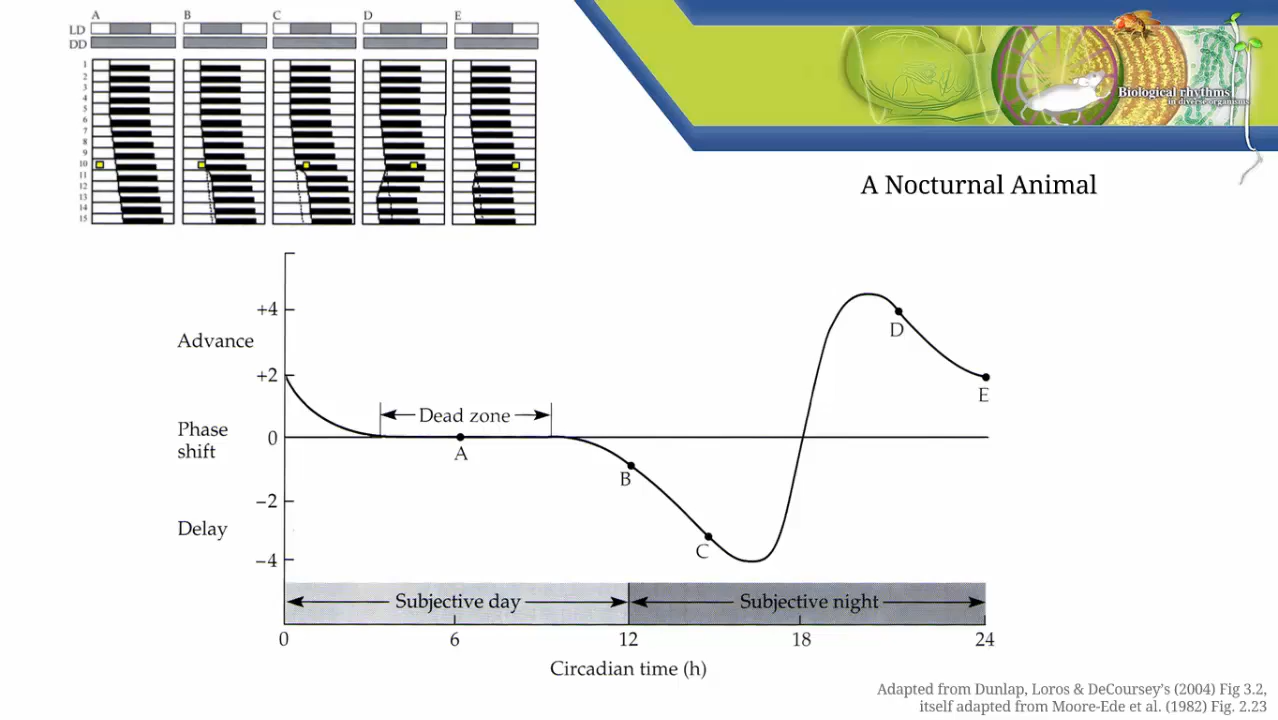 A B C D E
LD
DD
1
2
3
4
5
6
7
8
9
10
11
12
13
14
15
Biological rhythms
in diverse organisms
A Nocturnal Animal
+4
Advance
+2
Dead zone
Phase
shift
0
A
B
C
D
E
−2
Delay
−4
Subjective day
Subjective night
0 6 12 18 24
Circadian time (h)
Adapted from Dunlap, Loros & DeCoursey's (2004) Fig 3.2,
itself adapted from Moore-Ede et al. (1982) Fig. 2.23